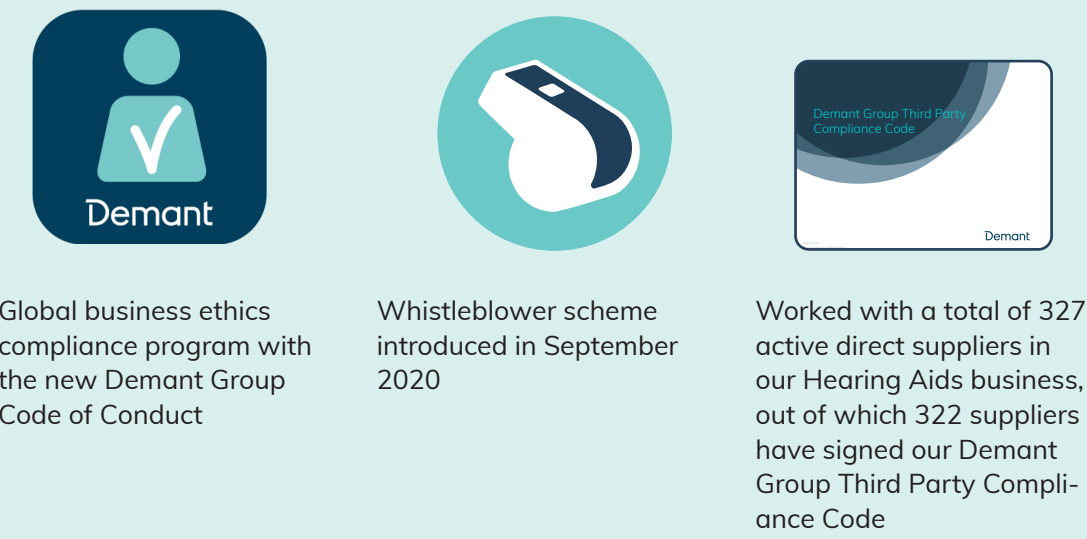 Demant
Demant Group Third Party
Compliance Code
Demant
Global business ethics
compliance program with
the new Demant Group
Code of Conduct
Whistleblower scheme
introduced in September
2020
Worked with a total of 327
active direct suppliers in
our Hearing Aids business,
out of which 322 suppliers
have signed our Demant
Group Third Party Compli-
ance Code